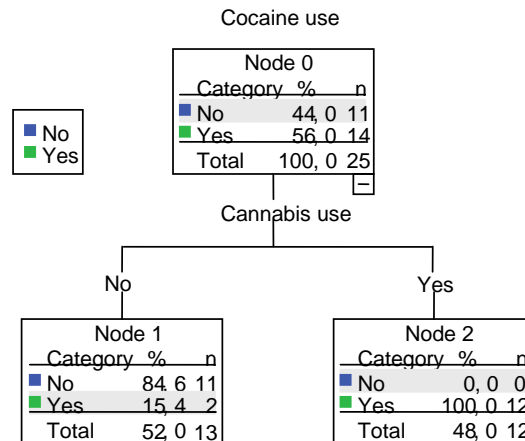 Cocaine use
Node 0
Category % n
No 44, 0 11
Yes 56, 0 14
Total 100, 0 25
No
Yes
Cannabis use
No
Yes
Node 1
Category % n
No 84. 6 11
Yes 15, 4 2
Total 52, 0 13
Node 2
Category % n
No 0, 0 0
Yes 100, 0 12
Total 48, 0 12